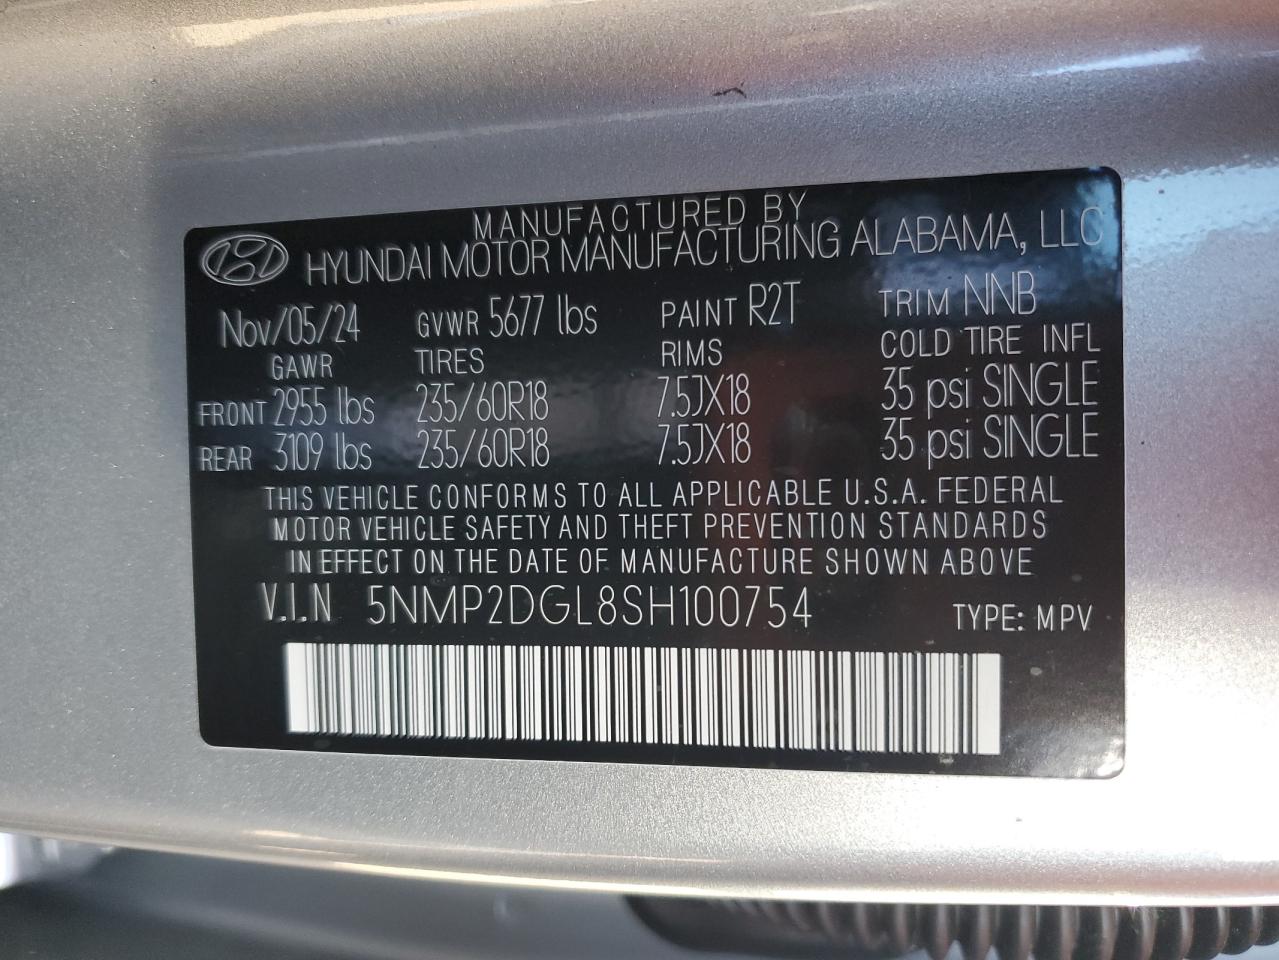 MANUFACTURED BY
HYUNDAI MOTOR MANUFACTURING ALABAMA, LLC
Nov/05/24 GVWR 5677 lbs PAINT R2T TRIM NNB
GAWR TIRES RIMS COLD TIRE INFL
FRONT 2955 lbs 235/60R18 7.5JX18 35 psi SINGLE
REAR 3109 lbs 235/60R18 7.5JX18 35 psi SINGLE
THIS VEHICLE CONFORMS TO ALL APPLICABLE U.S.A. FEDERAL
MOTOR VEHICLE SAFETY AND THEFT PREVENTION STANDARDS
IN EFFECT ON THE DATE OF MANUFACTURE SHOWN ABOVE
V.I.N 5NMP2DGL8SH100754 TYPE: MPV